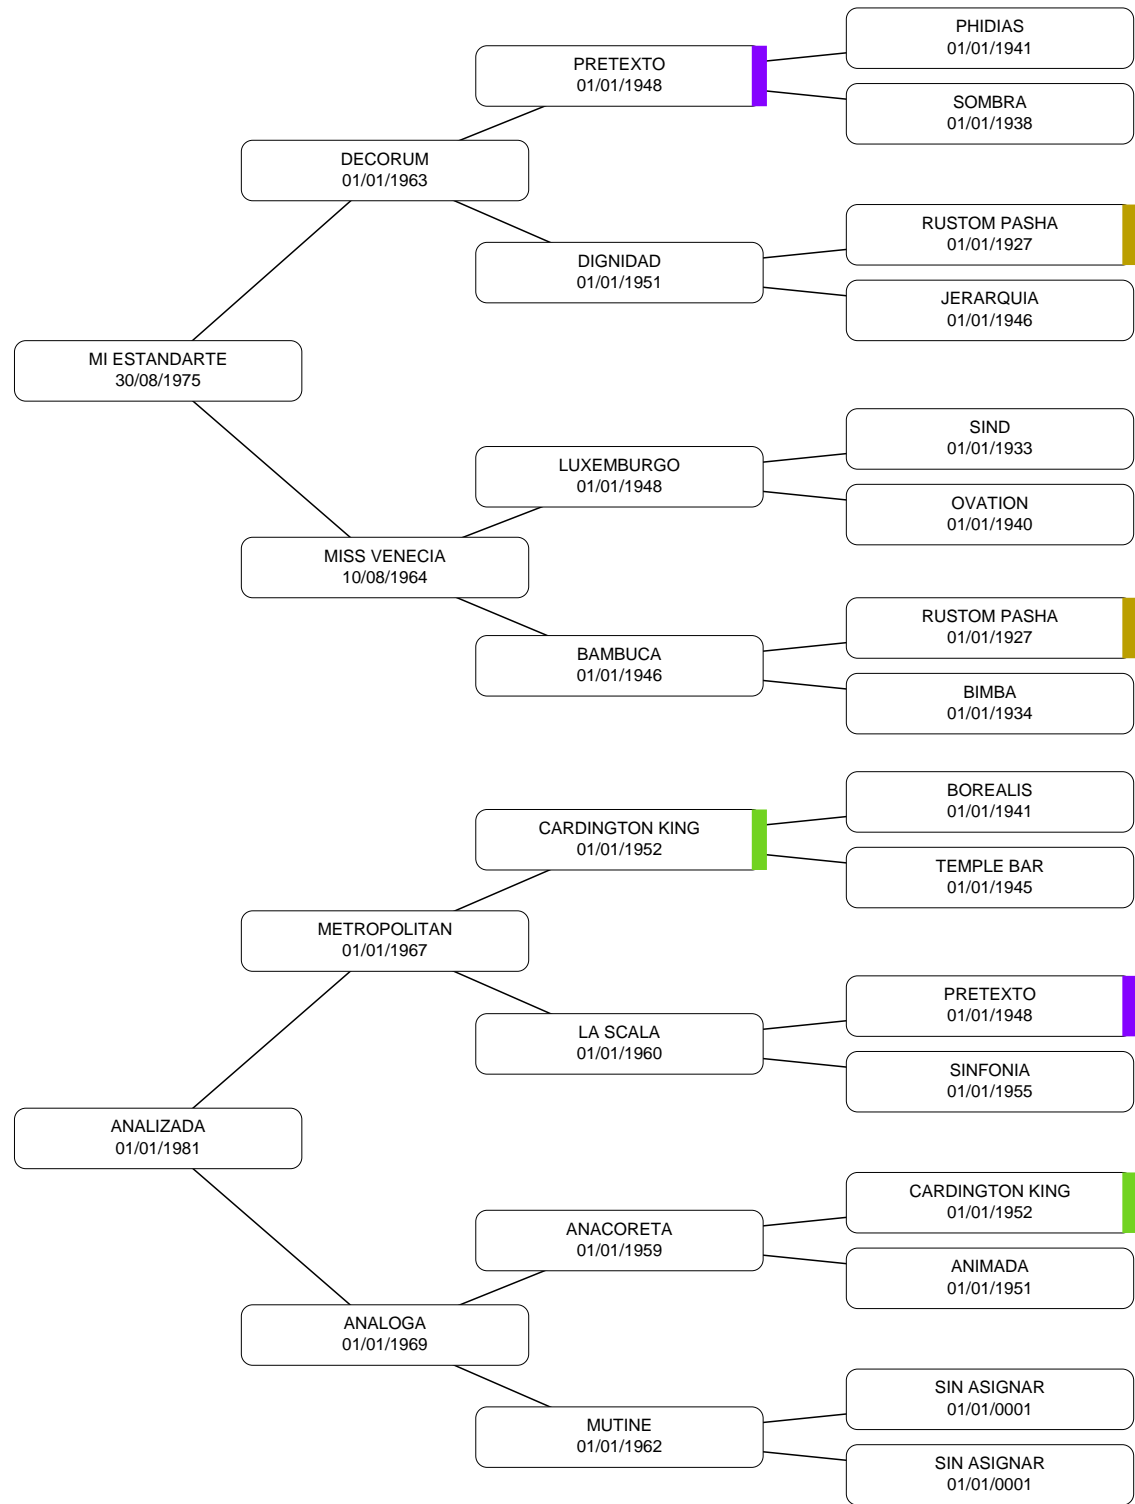 PHIDIAS
01/01/1941
PRETEXTO
01/01/1948
SOMBRA
01/01/1938
DECORUM
01/01/1963
RUSTOM PASHA
01/01/1927
DIGNIDAD
01/01/1951
JERARQUIA
01/01/1946
MI ESTANDARTE
30/08/1975
SIND
01/01/1933
LUXEMBURGO
01/01/1948
OVATION
01/01/1940
MISS VENECIA
10/08/1964
RUSTOM PASHA
01/01/1927
BAMBUCA
01/01/1946
BIMBA
01/01/1934
BOREALIS
01/01/1941
CARDINGTON KING
01/01/1952
TEMPLE BAR
01/01/1945
METROPOLITAN
01/01/1967
PRETEXTO
01/01/1948
LA SCALA
01/01/1960
SINFONIA
01/01/1955
ANALIZADA
01/01/1981
CARDINGTON KING
01/01/1952
ANACORETA
01/01/1959
ANIMADA
01/01/1951
ANALOGA
01/01/1969
SIN ASIGNAR
01/01/0001
MUTINE
01/01/1962
SIN ASIGNAR
01/01/0001